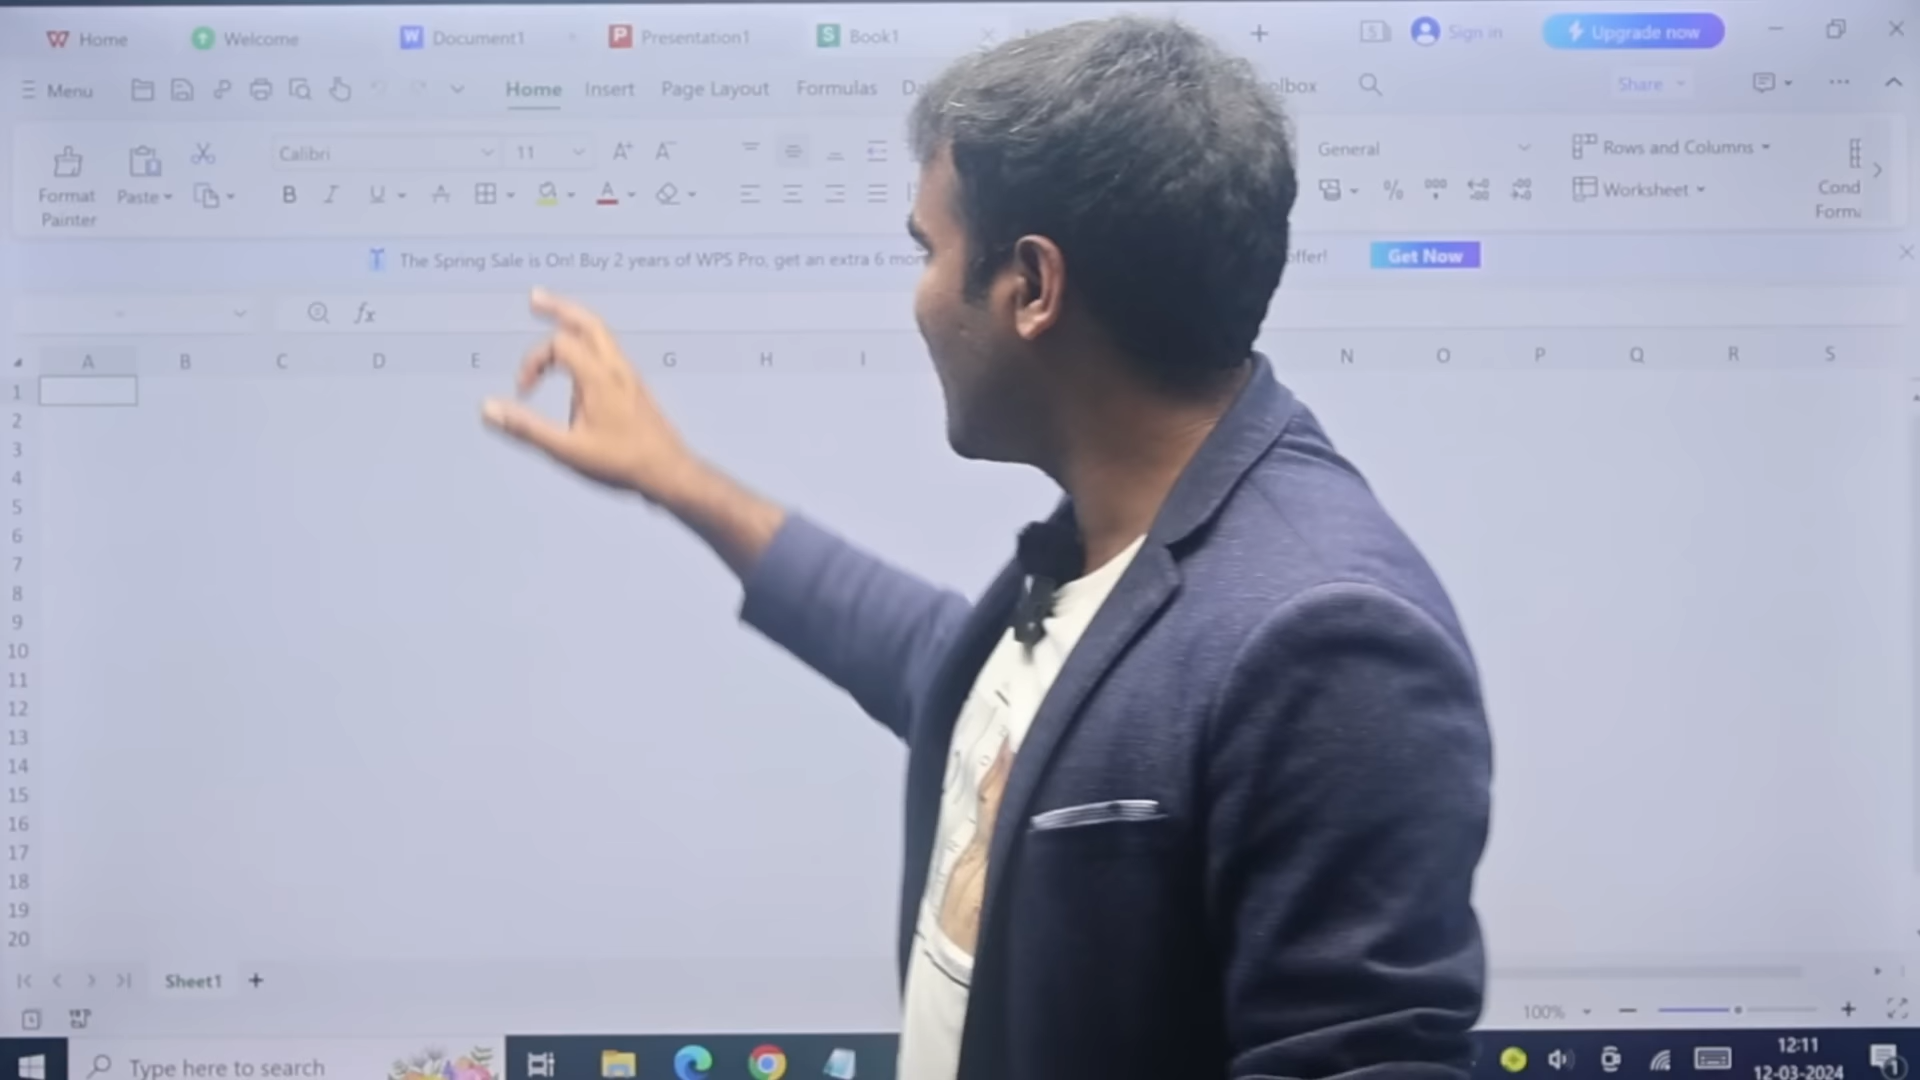 Home Welcome Document1 Presentation1 Book1 + Sign in Upgrade now
Menu Home Insert Page Layout Formulas Share
Calibri 11 A+ A- General Rows and Columns
Format Painter Paste B I U A A % Worksheet
The Spring Sale is On! Buy 2 years of WPS Pro, get an extra 6 offer! Get Now
fx
A B C D E G H I N O P Q R S
1
2
3
4
5
6
7
8
9
10
11
12
13
14
15
16
17
18
19
20
Sheet1 +
100%
Type here to search
12:11
12-03-2024
1